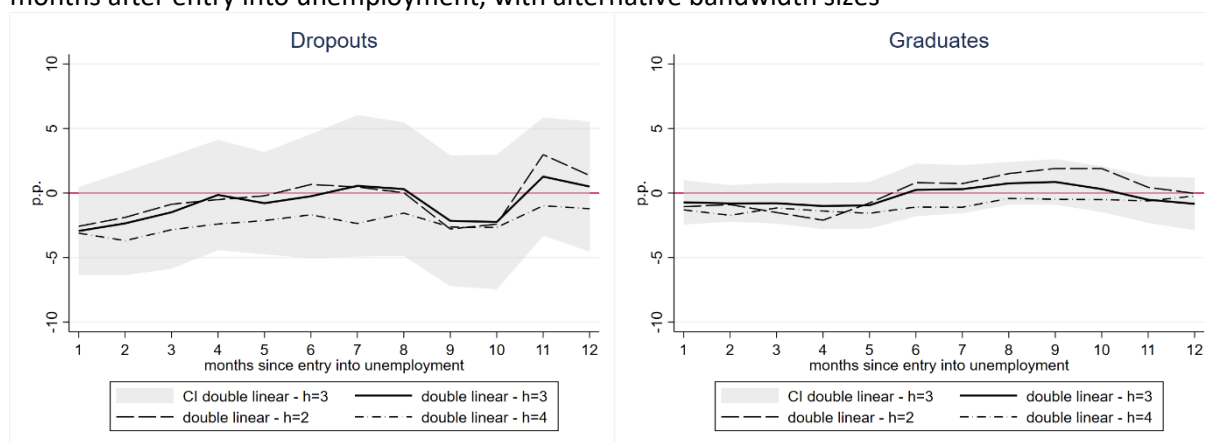 months after entry into unemployment, with alternative bandwidth sizes
Dropouts
10
5
0
-5
-10
p.p.
1 2 3 4 5 6 7 8 9 10 11 12
months since entry into unemployment
CI double linear - h=3 double linear - h=3
double linear - h=2 double linear - h=4
Graduates
10
5
0
-5
-10
p.p.
1 2 3 4 5 6 7 8 9 10 11 12
months since entry into unemployment
CI double linear - h=3 double linear - h=3
double linear - h=2 double linear - h=4